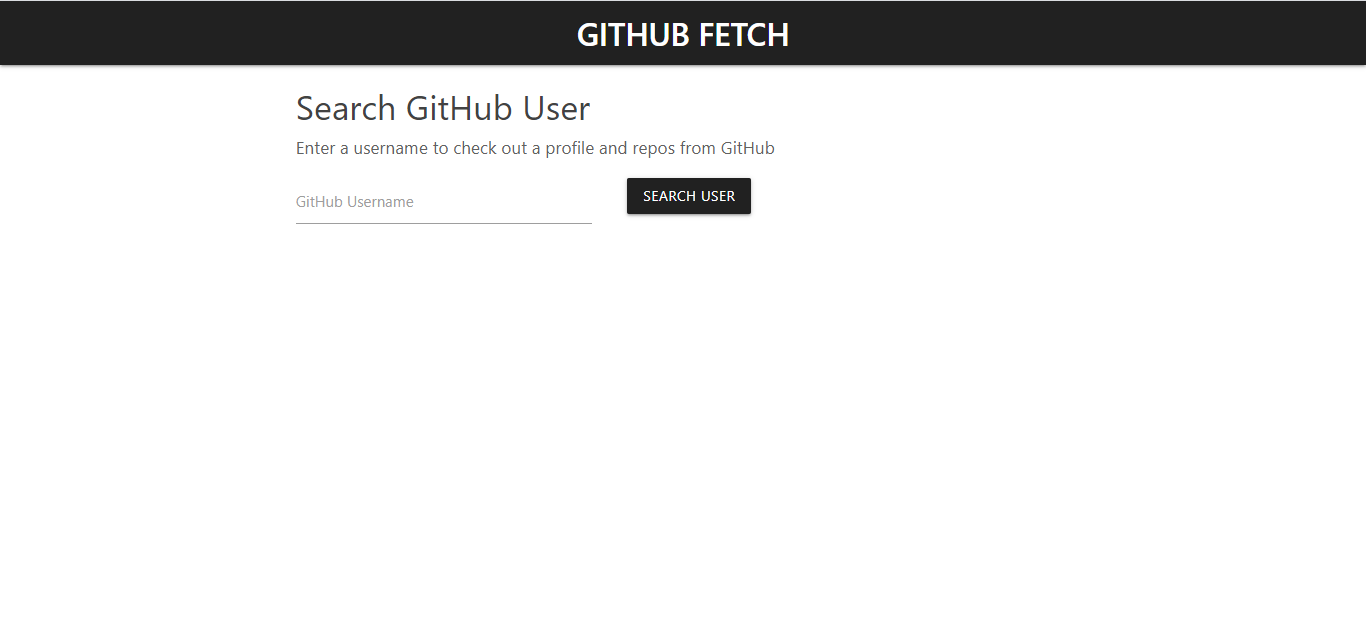 GITHUB FETCH
Search GitHub User
Enter a username to check out a profile and repos from GitHub
GitHub Username
SEARCH USER